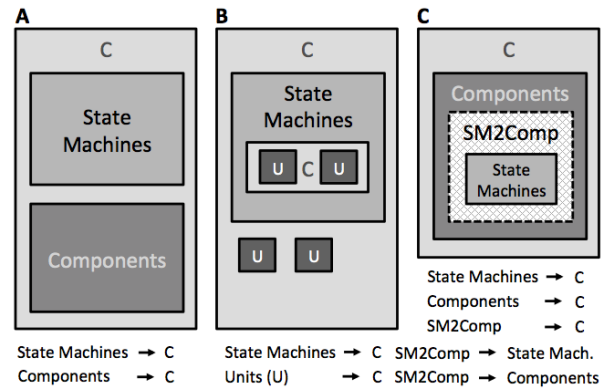 A
C
State
Machines
Components
State Machines → C
Components → C
B
C
State
Machines
U C U
U U
State Machines → C
Units (U) → C
C
C
Components
SM2Comp
State
Machines
State Machines → C
Components → C
SM2Comp → C
SM2Comp → State Mach.
SM2Comp → Components